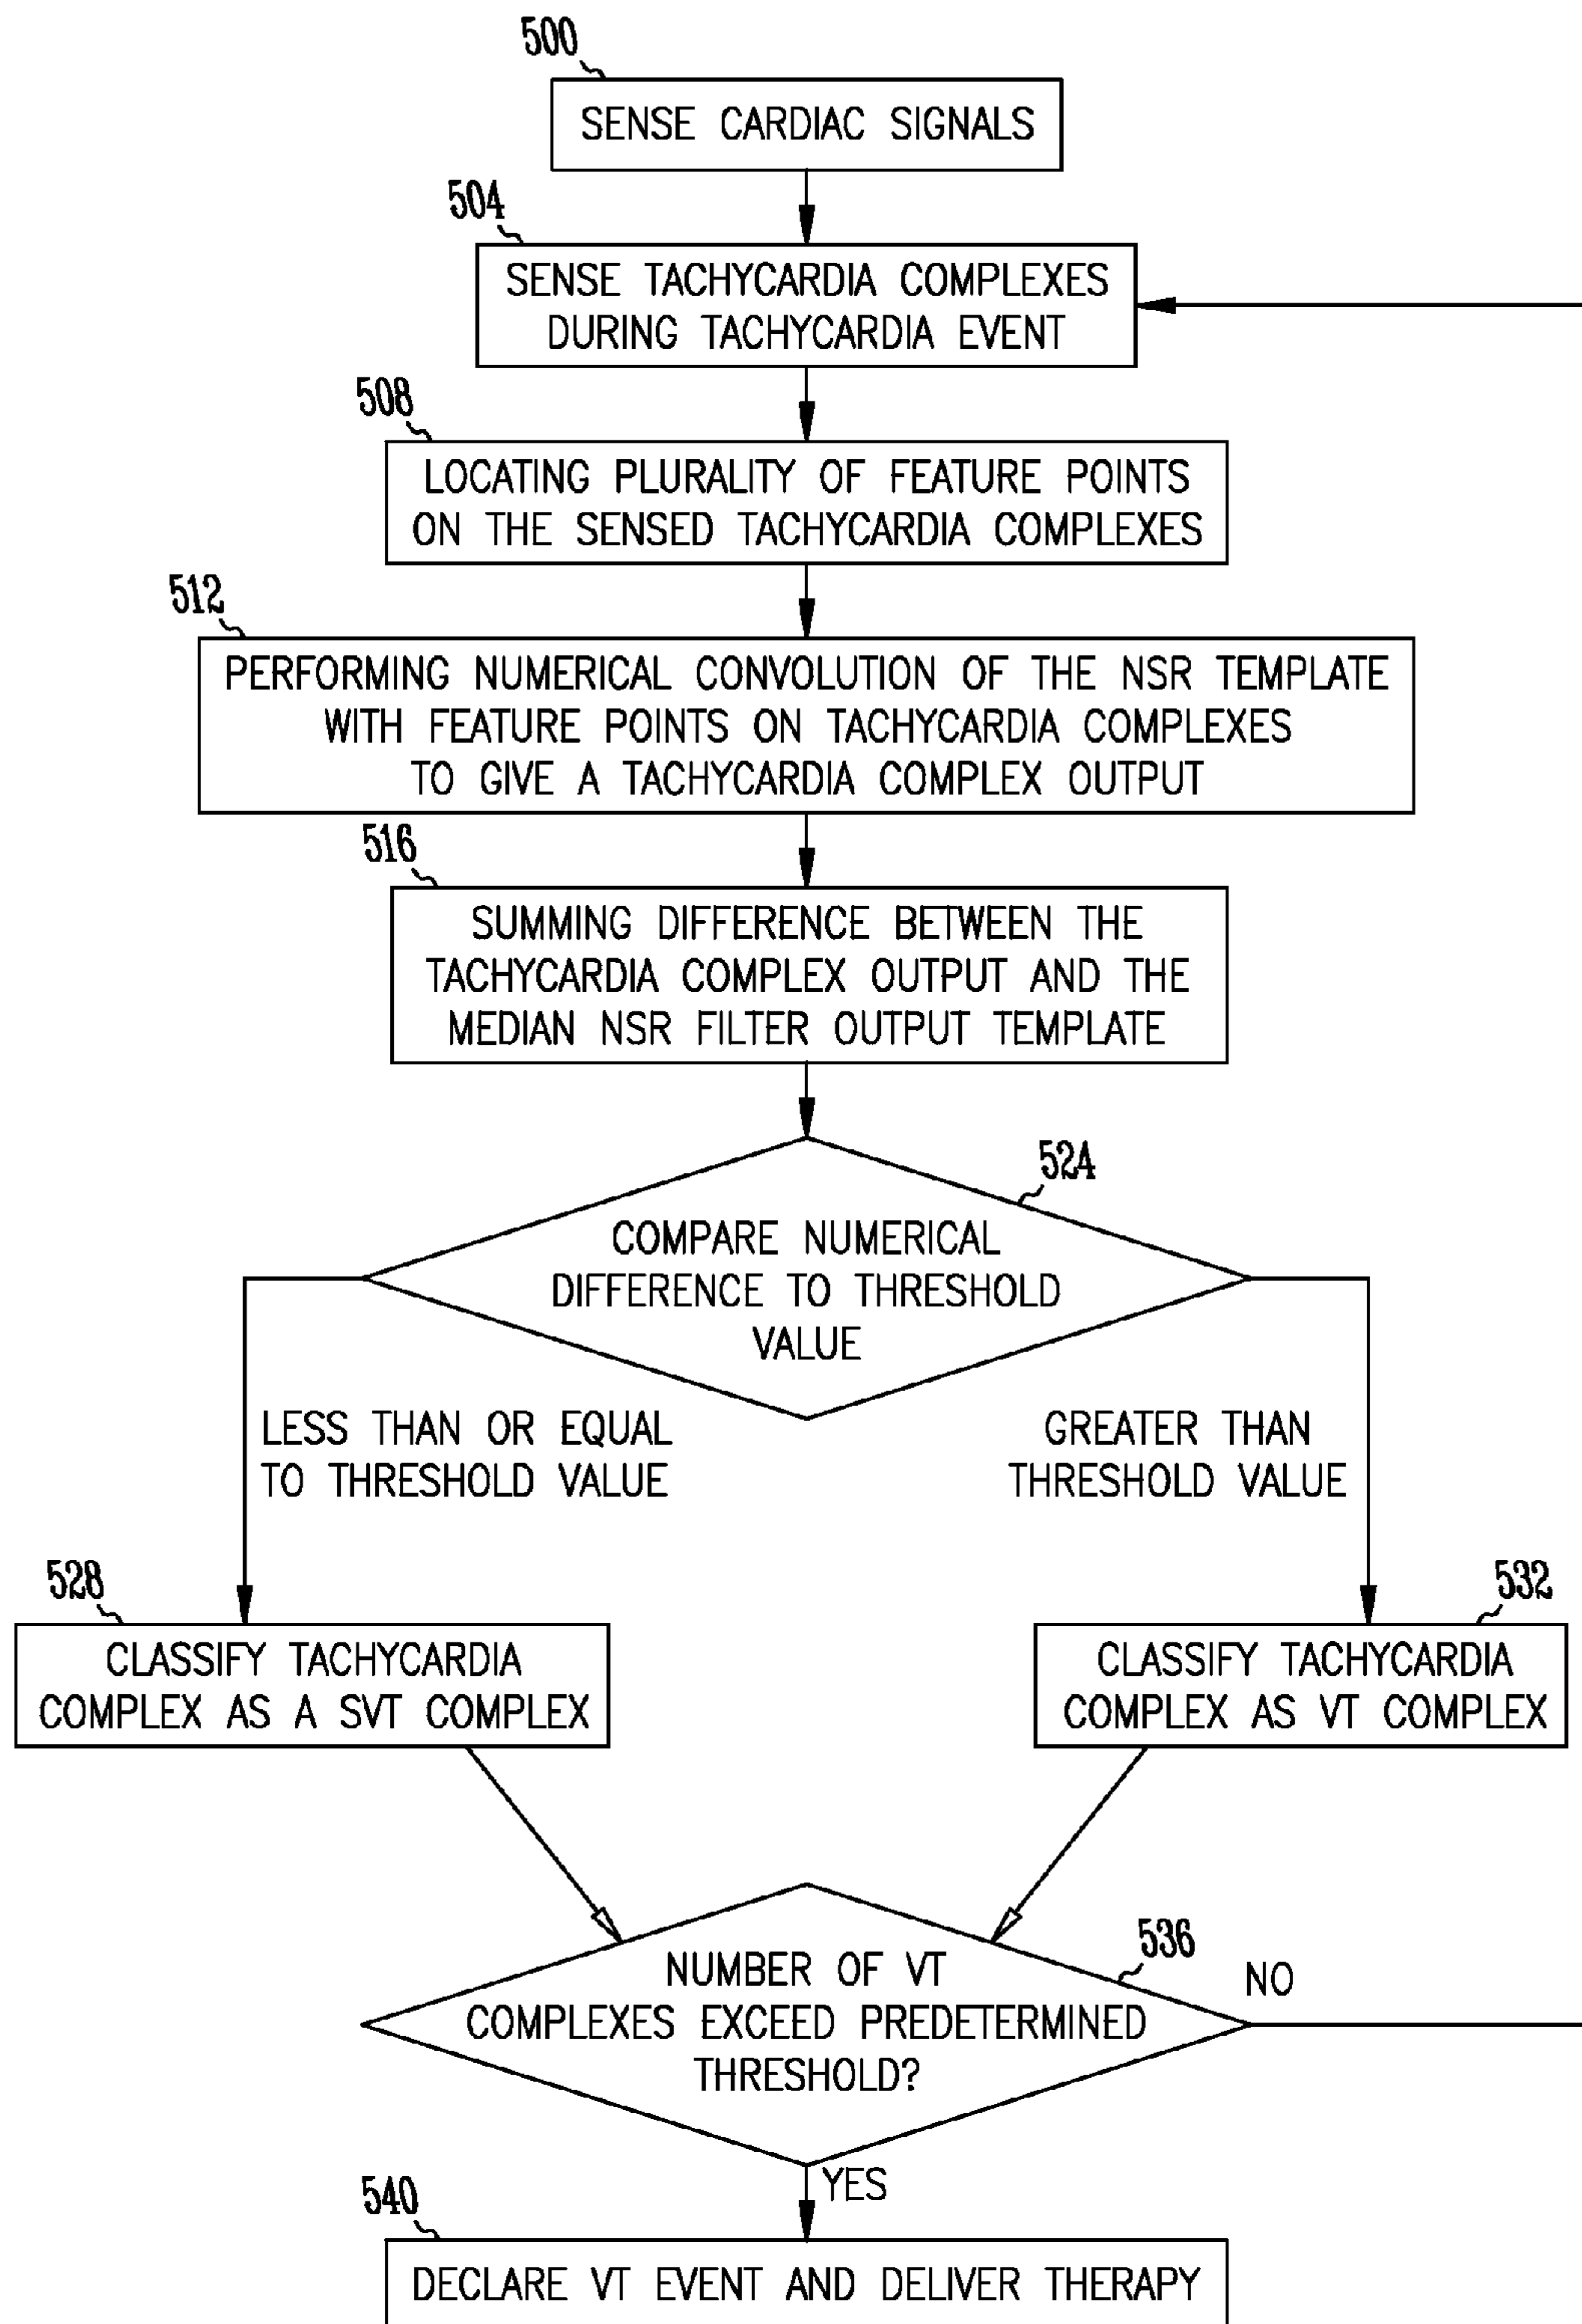 500
SENSE CARDIAC SIGNALS
504
SENSE TACHYCARDIA COMPLEXES
DURING TACHYCARDIA EVENT
508
LOCATING PLURALITY OF FEATURE POINTS
ON THE SENSED TACHYCARDIA COMPLEXES
512
PERFORMING NUMERICAL CONVOLUTION OF THE NSR TEMPLATE
WITH FEATURE POINTS ON TACHYCARDIA COMPLEXES
TO GIVE A TACHYCARDIA COMPLEX OUTPUT
516
SUMMING DIFFERENCE BETWEEN THE
TACHYCARDIA COMPLEX OUTPUT AND THE
MEDIAN NSR FILTER OUTPUT TEMPLATE
524
COMPARE NUMERICAL
DIFFERENCE TO THRESHOLD
VALUE
LESS THAN OR EQUAL
TO THRESHOLD VALUE
GREATER THAN
THRESHOLD VALUE
528
CLASSIFY TACHYCARDIA
COMPLEX AS A SVT COMPLEX
532
CLASSIFY TACHYCARDIA
COMPLEX AS VT COMPLEX
536
NUMBER OF VT
COMPLEXES EXCEED PREDETERMINED
THRESHOLD?
NO
YES
540
DECLARE VT EVENT AND DELIVER THERAPY